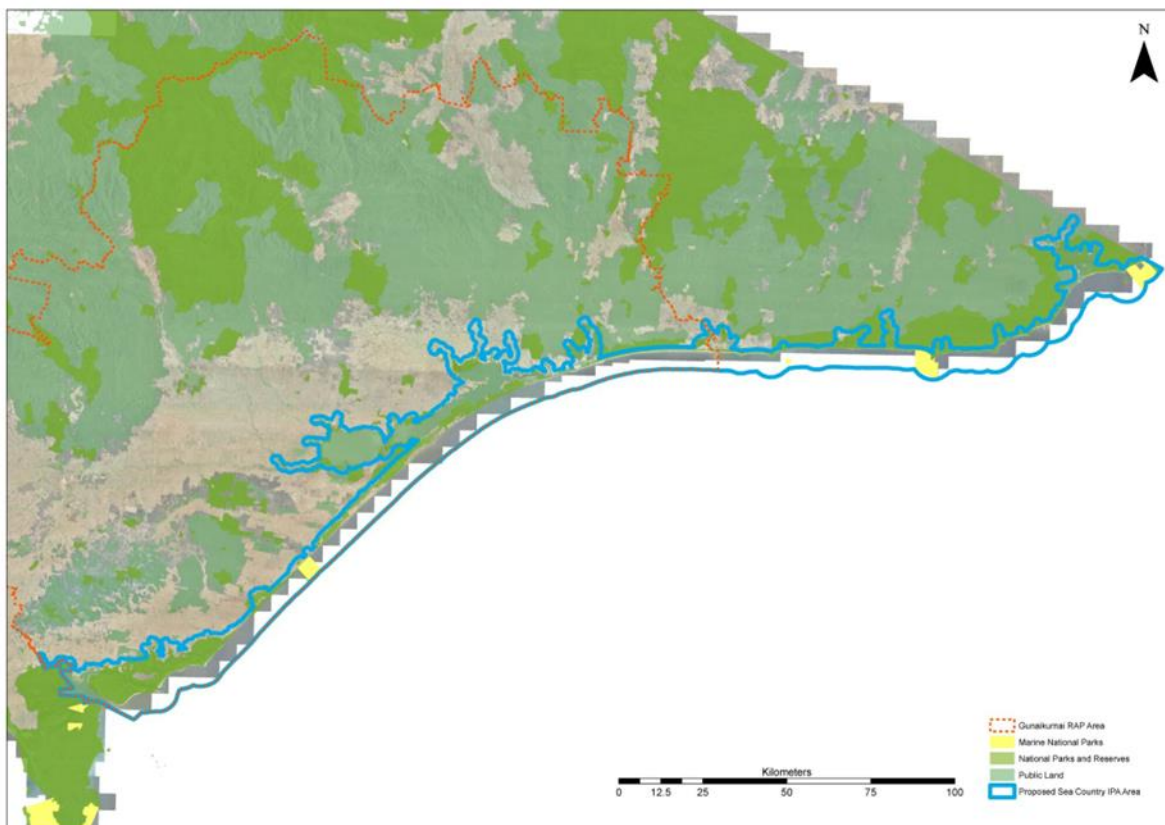 N
Gunaikurnai RAP Area
Marine National Parks
National Parks and Reserves
Public Land
Proposed Sea Country IPA Area
Kilometers
0 12.5 25 50 75 100